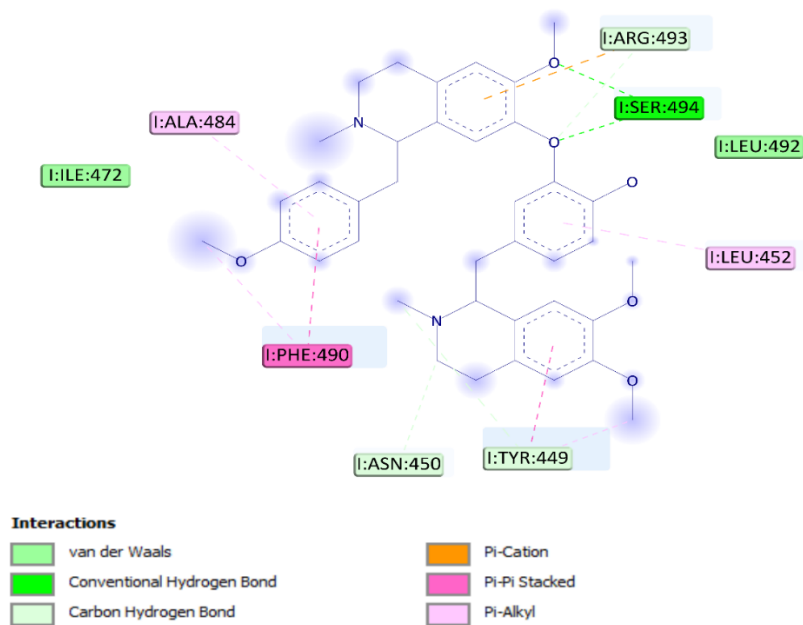 O
I:ARG:493
I:SER:494
O
I:ALA:484
N
O
I:LEU:492
I:ILE:472
O
O
I:LEU:452
O
N
I:PHE:490
O
I:ASN:450
I:TYR:449
Interactions
van der Waals
Conventional Hydrogen Bond
Carbon Hydrogen Bond
Pi-Cation
Pi-Pi Stacked
Pi-Alkyl